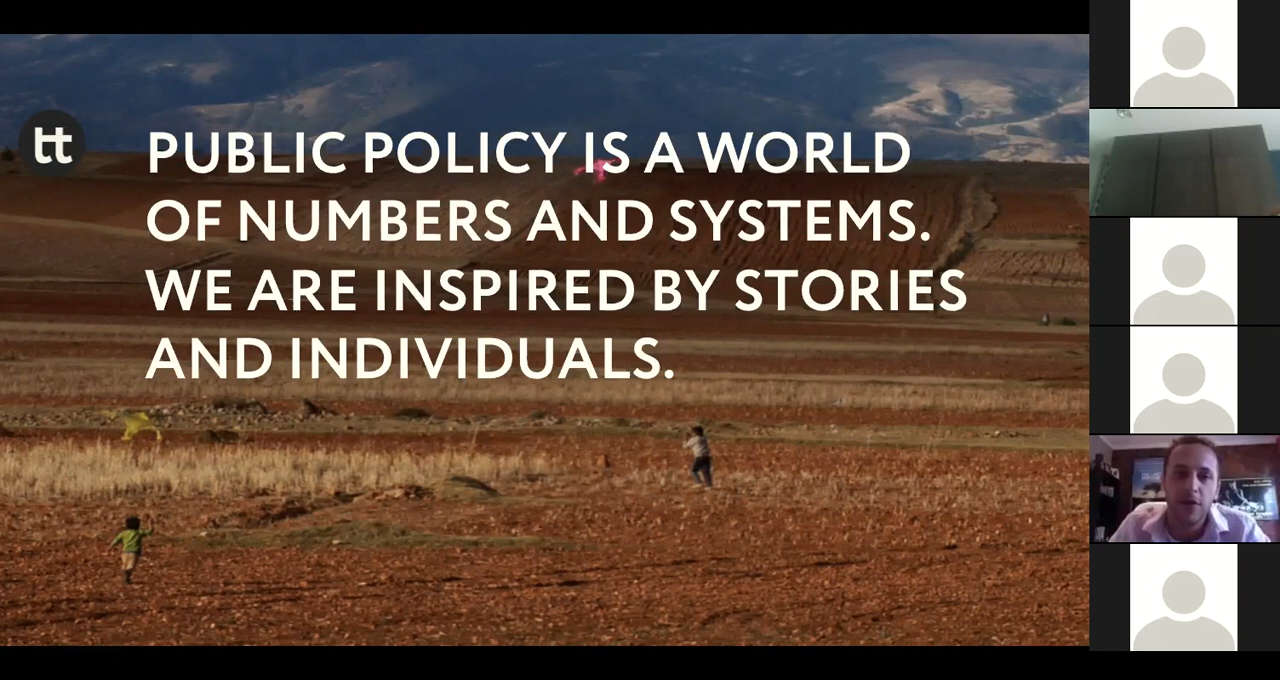 tt
PUBLIC POLICY IS A WORLD
OF NUMBERS AND SYSTEMS.
WE ARE INSPIRED BY STORIES
AND INDIVIDUALS.